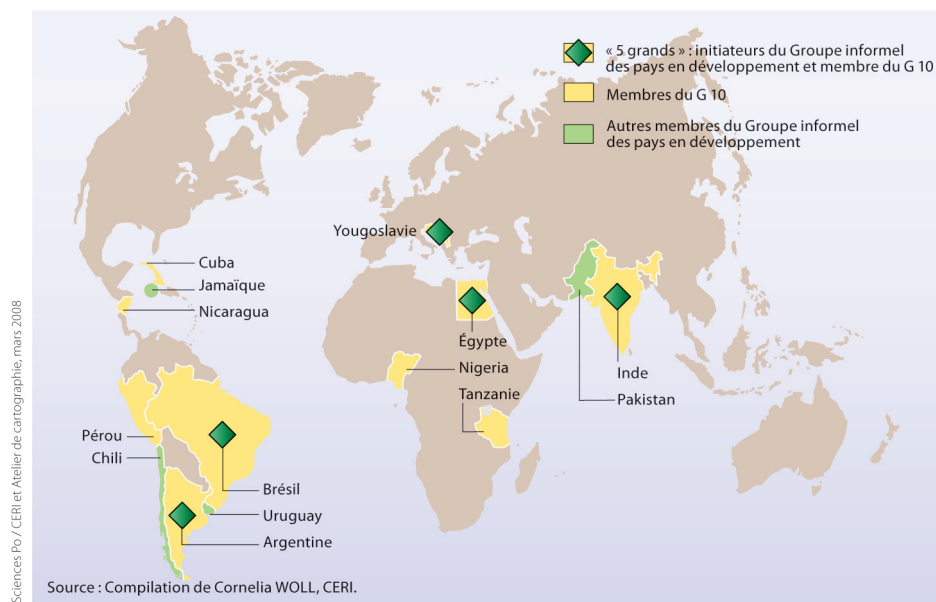 « 5 grands » : initiateurs du Groupe informel
des pays en développement et membre du G 10
Membres du G 10
Autres membres du Groupe informel
des pays en développement
Yougoslavie
Cuba
Jamaïque
Nicaragua
Égypte
Nigeria
Tanzanie
Inde
Pakistan
Pérou
Chili
Brésil
Uruguay
Argentine
Source : Compilation de Cornelia WOLL, CERI.
Sciences Po / CERI et Atelier de cartographie, mars 2008